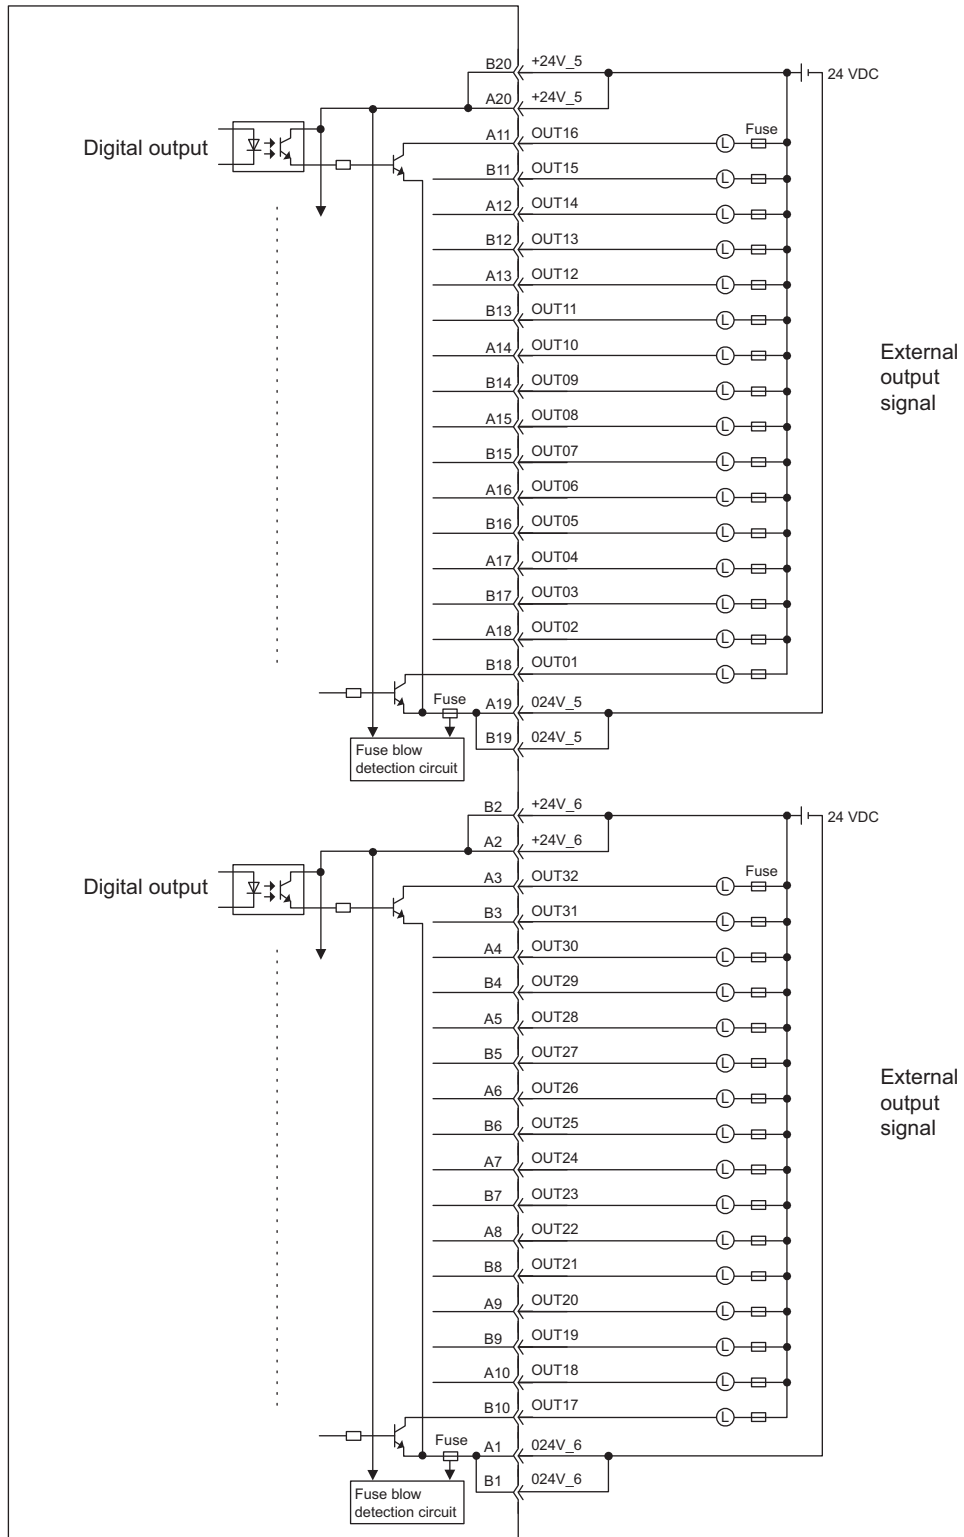 B20 +24V_5
24 VDC
A20 +24V_5
Digital output
A11 OUT16 L Fuse
B11 OUT15 L
A12 OUT14 L
B12 OUT13 L
A13 OUT12 L
B13 OUT11 L
A14 OUT10 L
B14 OUT09 L
A15 OUT08 L
B15 OUT07 L
A16 OUT06 L
B16 OUT05 L
A17 OUT04 L
B17 OUT03 L
A18 OUT02 L
B18 OUT01 L
External
output
signal
Fuse
A19 024V_5
B19 024V_5
Fuse blow
detection circuit
B2 +24V_6
24 VDC
A2 +24V_6
Digital output
A3 OUT32 L Fuse
B3 OUT31 L
A4 OUT30 L
B4 OUT29 L
A5 OUT28 L
B5 OUT27 L
A6 OUT26 L
B6 OUT25 L
A7 OUT24 L
B7 OUT23 L
A8 OUT22 L
B8 OUT21 L
A9 OUT20 L
B9 OUT19 L
A10 OUT18 L
B10 OUT17 L
External
output
signal
Fuse
A1 024V_6
B1 024V_6
Fuse blow
detection circuit